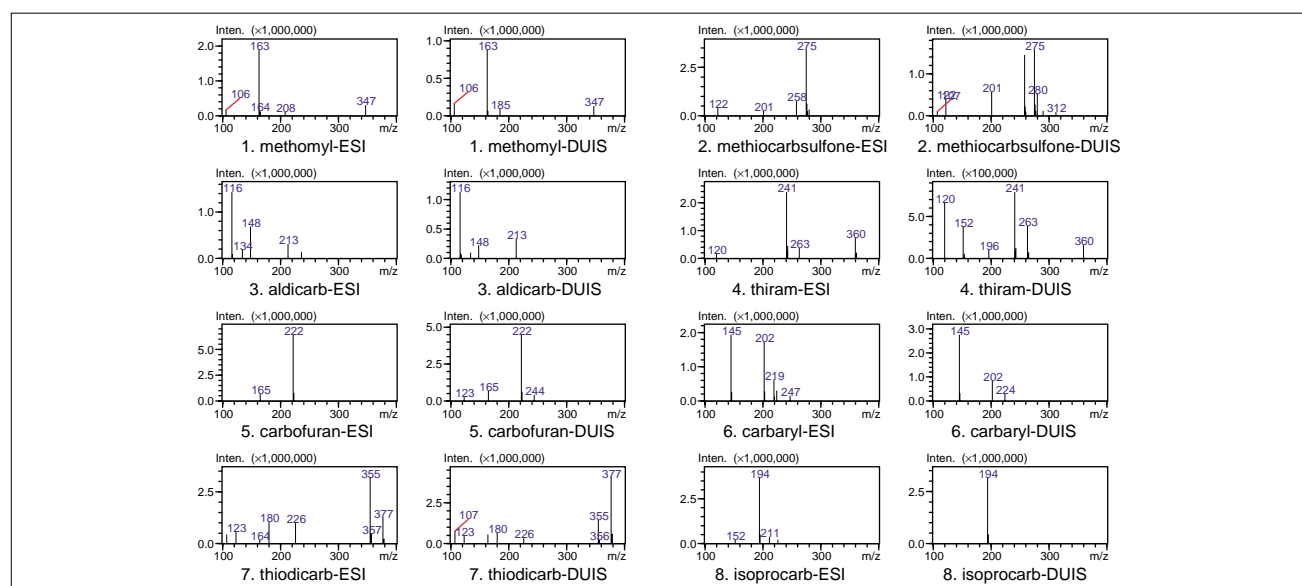 Inten. (×1,000,000)
2.0
1.0
0.0
163
106
164
208
347
100 200 300 m/z
1. methomyl-ESI
Inten. (×1,000,000)
1.0
0.5
0.0
163
106
185
347
100 200 300 m/z
1. methomyl-DUIS
Inten. (×1,000,000)
2.5
0.0
275
122
201
258
100 200 300 m/z
2. methiocarbsulfone-ESI
Inten. (×1,000,000)
1.0
0.0
275
122
201
280
312
100 200 300 m/z
2. methiocarbsulfone-DUIS
Inten. (×1,000,000)
1.0
0.0
116
148
134
213
100 200 300 m/z
3. aldicarb-ESI
Inten. (×1,000,000)
1.0
0.5
0.0
116
148
213
100 200 300 m/z
3. aldicarb-DUIS
Inten. (×1,000,000)
2.0
1.0
0.0
241
120
263
360
100 200 300 m/z
4. thiram-ESI
Inten. (×100,000)
5.0
0.0
120
152
196
241
263
360
100 200 300 m/z
4. thiram-DUIS
Inten. (×1,000,000)
5.0
2.5
0.0
222
165
100 200 300 m/z
5. carbofuran-ESI
Inten. (×1,000,000)
5.0
2.5
0.0
222
123
165
244
100 200 300 m/z
5. carbofuran-DUIS
Inten. (×1,000,000)
2.0
1.0
0.0
145
202
219
247
100 200 300 m/z
6. carbaryl-ESI
Inten. (×1,000,000)
3.0
2.0
1.0
0.0
145
202
224
100 200 300 m/z
6. carbaryl-DUIS
Inten. (×1,000,000)
2.5
0.0
355
377
123
180
164
226
357
100 200 300 m/z
7. thiodicarb-ESI
Inten. (×1,000,000)
2.5
0.0
377
107
123
180
226
355
356
100 200 300 m/z
7. thiodicarb-DUIS
Inten. (×1,000,000)
2.5
0.0
194
152
211
100 200 300 m/z
8. isoprocarb-ESI
Inten. (×1,000,000)
2.5
0.0
194
100 200 300 m/z
8. isoprocarb-DUIS